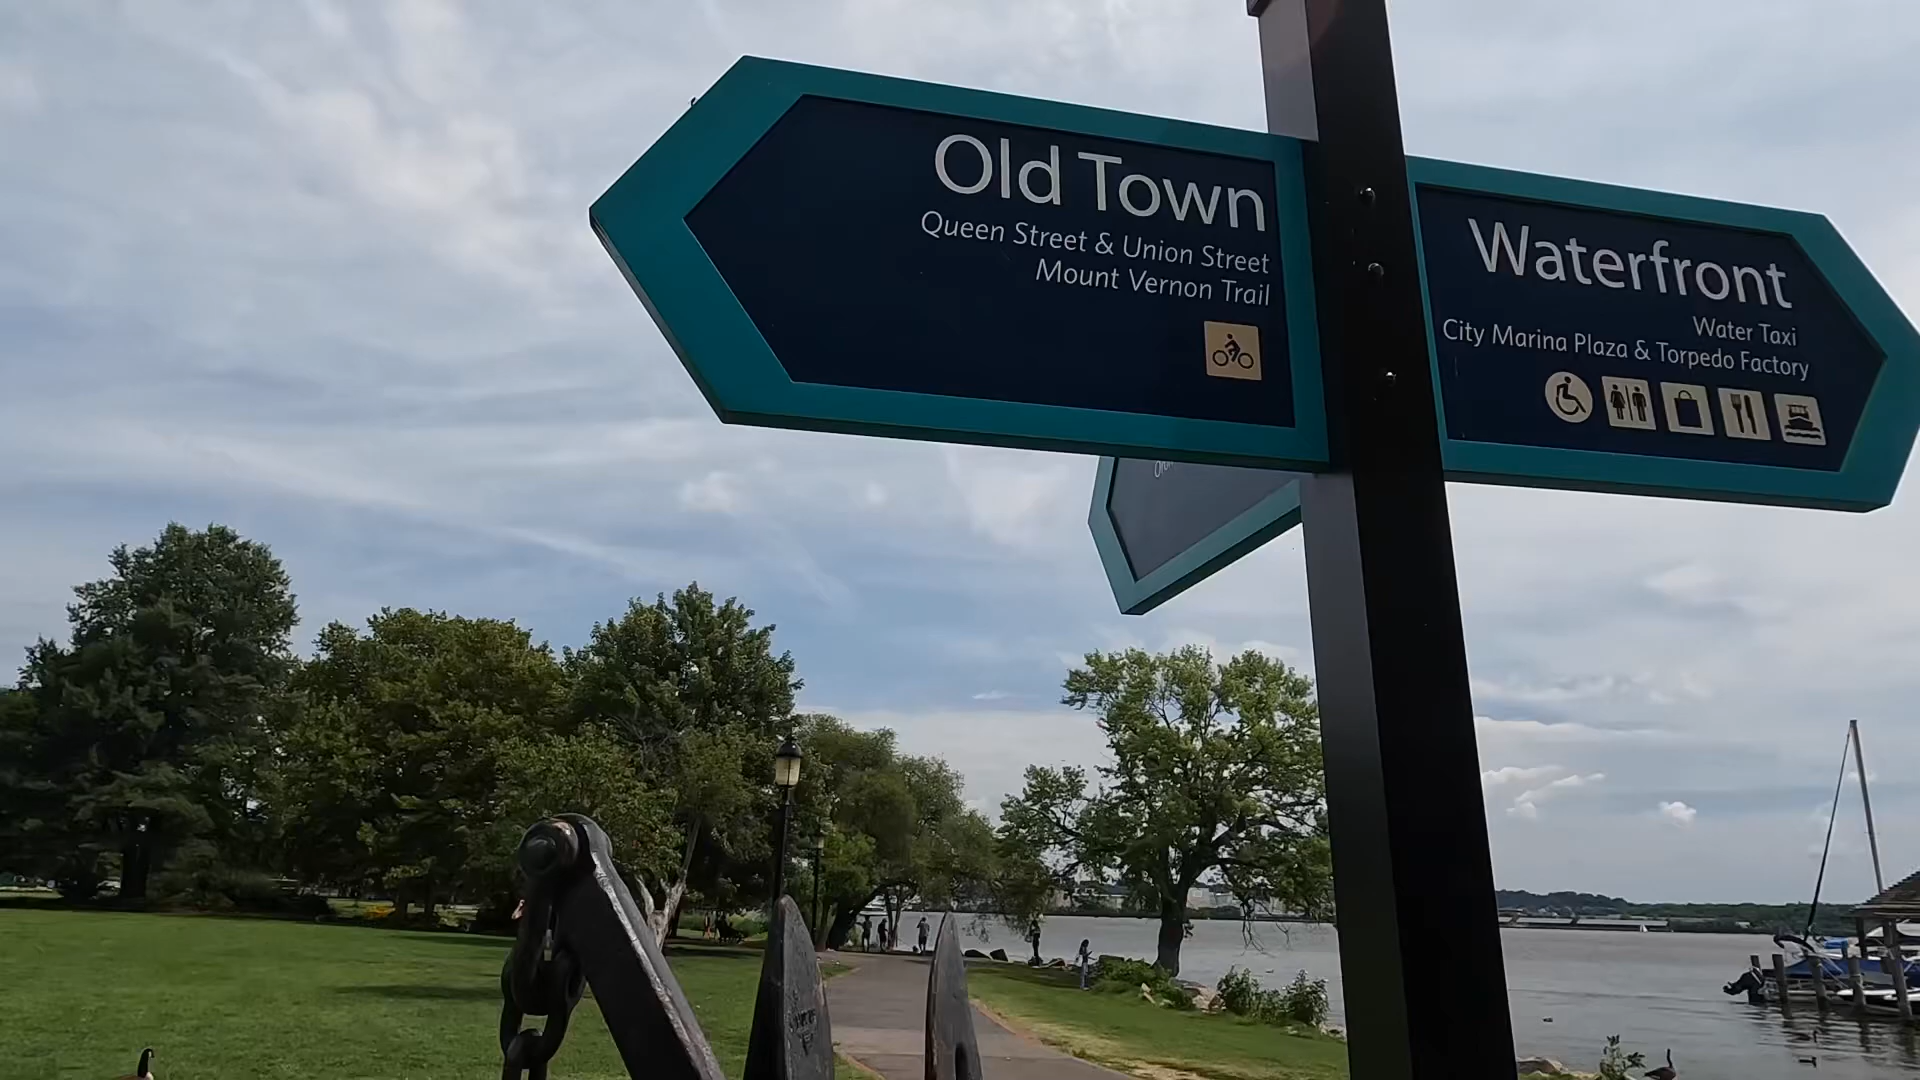 Old Town
Queen Street & Union Street
Mount Vernon Trail
Waterfront
Water Taxi
City Marina Plaza & Torpedo Factory